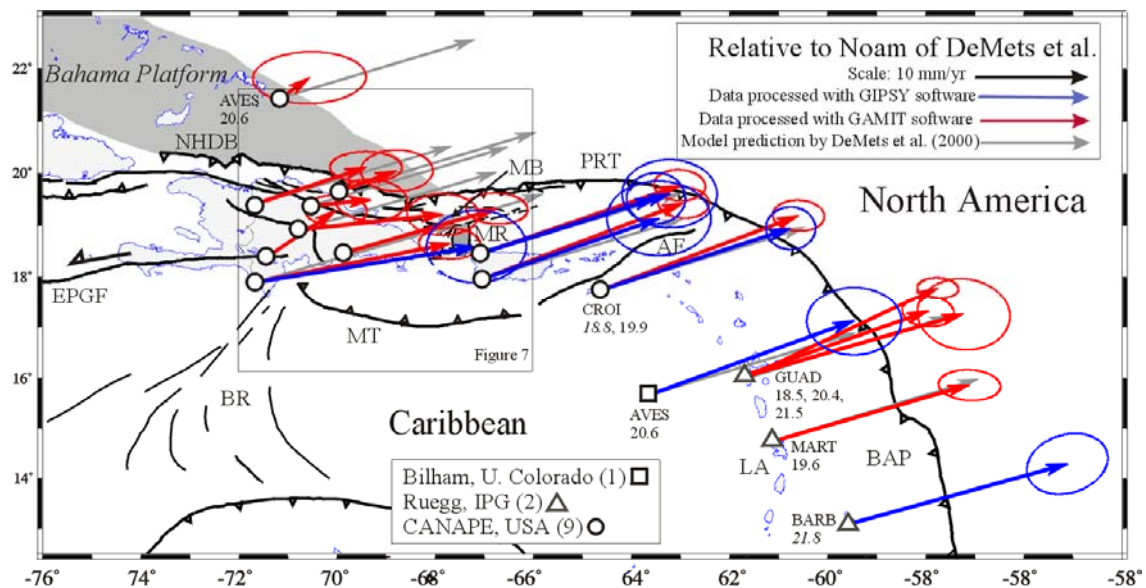 Relative to Noam of DeMets et al.
Scale: 10 mm/yr
Data processed with GIPSY software
Data processed with GAMIT software
Model prediction by DeMets et al. (2000)
22°
20°
18°
16°
14°
Bahama Platform
AVES
20.6
NHDB
MB
PRT
North America
MR
AF
EPGF
MT
Figure 7
CROI
18.8, 19.9
BR
GUAD
18.5, 20.4,
21.5
AVES
20.6
Caribbean
MART
19.6
LA
BAP
BARB
21.8
Bilham, U. Colorado (1)
Ruegg, IPG (2)
CANAPE, USA (9)
-76 -74 -72 -70 -68 -66 -64 -62 -60 -58°